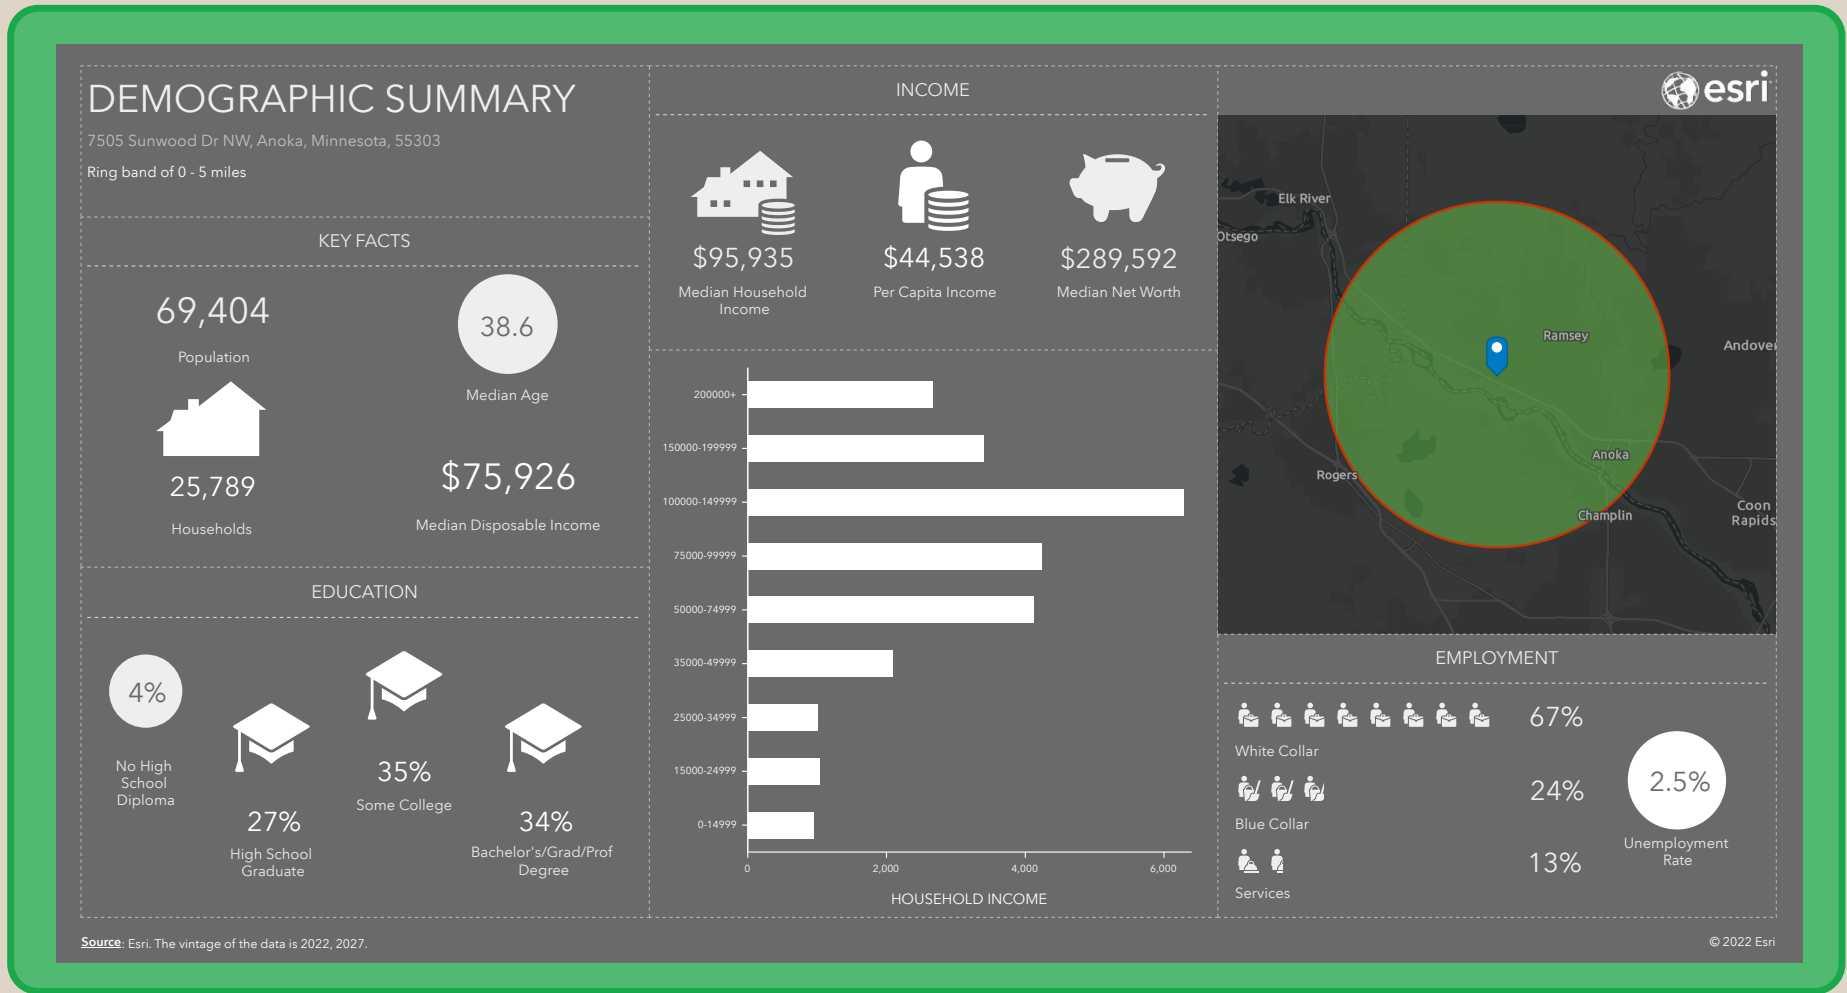 DEMOGRAPHIC SUMMARY
7505 Sunwood Dr NW, Anoka, Minnesota, 55303
Ring band of 0 - 5 miles
KEY FACTS
69,404
Population
38.6
Median Age
25,789
Households
$75,926
Median Disposable Income
EDUCATION
4%
No High
School
Diploma
27%
High School
Graduate
35%
Some College
34%
Bachelor's/Grad/Prof
Degree
INCOME
$95,935
Median Household
Income
$44,538
Per Capita Income
$289,592
Median Net Worth
200000+
150000-199999
100000-149999
75000-99999
50000-74999
35000-49999
25000-34999
15000-24999
0-14999
0 2,000 4,000 6,000
HOUSEHOLD INCOME
esri
Elk River
Otsego
Ramsey
Andover
Anoka
Rogers
Champlin
Coon
Rapids
EMPLOYMENT
67%
White Collar
24%
Blue Collar
13%
Services
2.5%
Unemployment
Rate
Source: Esri. The vintage of the data is 2022, 2027.
© 2022 Esri